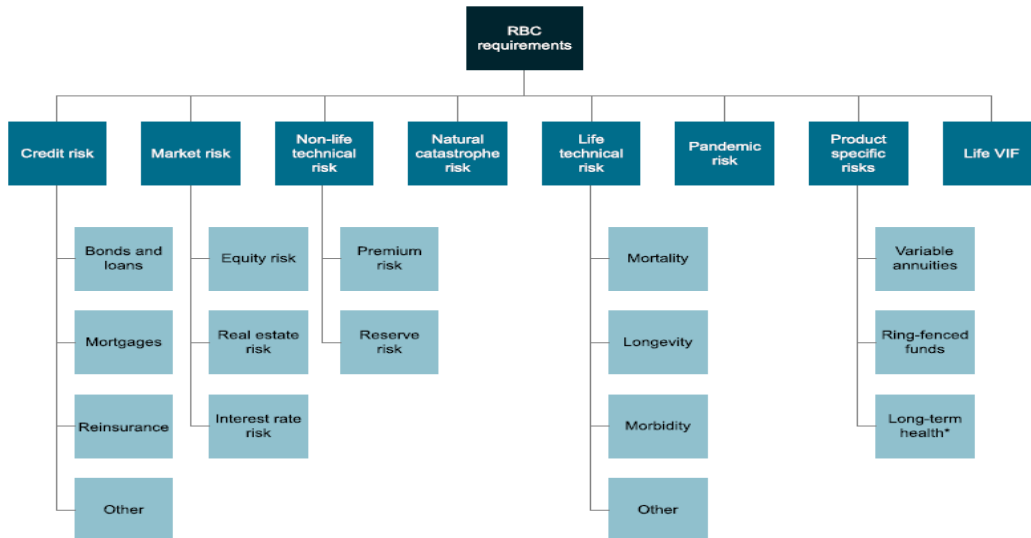 RBC
requirements
Credit risk
Market risk
Non-life
technical
risk
Natural
catastrophe
risk
Life
technical
risk
Pandemic
risk
Product
specific
risks
Life VIF
Bonds and
loans
Mortgages
Reinsurance
Other
Equity risk
Real estate
risk
Interest rate
risk
Premium
risk
Reserve
risk
Mortality
Longevity
Morbidity
Other
Variable
annuities
Ring-fenced
funds
Long-term
health*